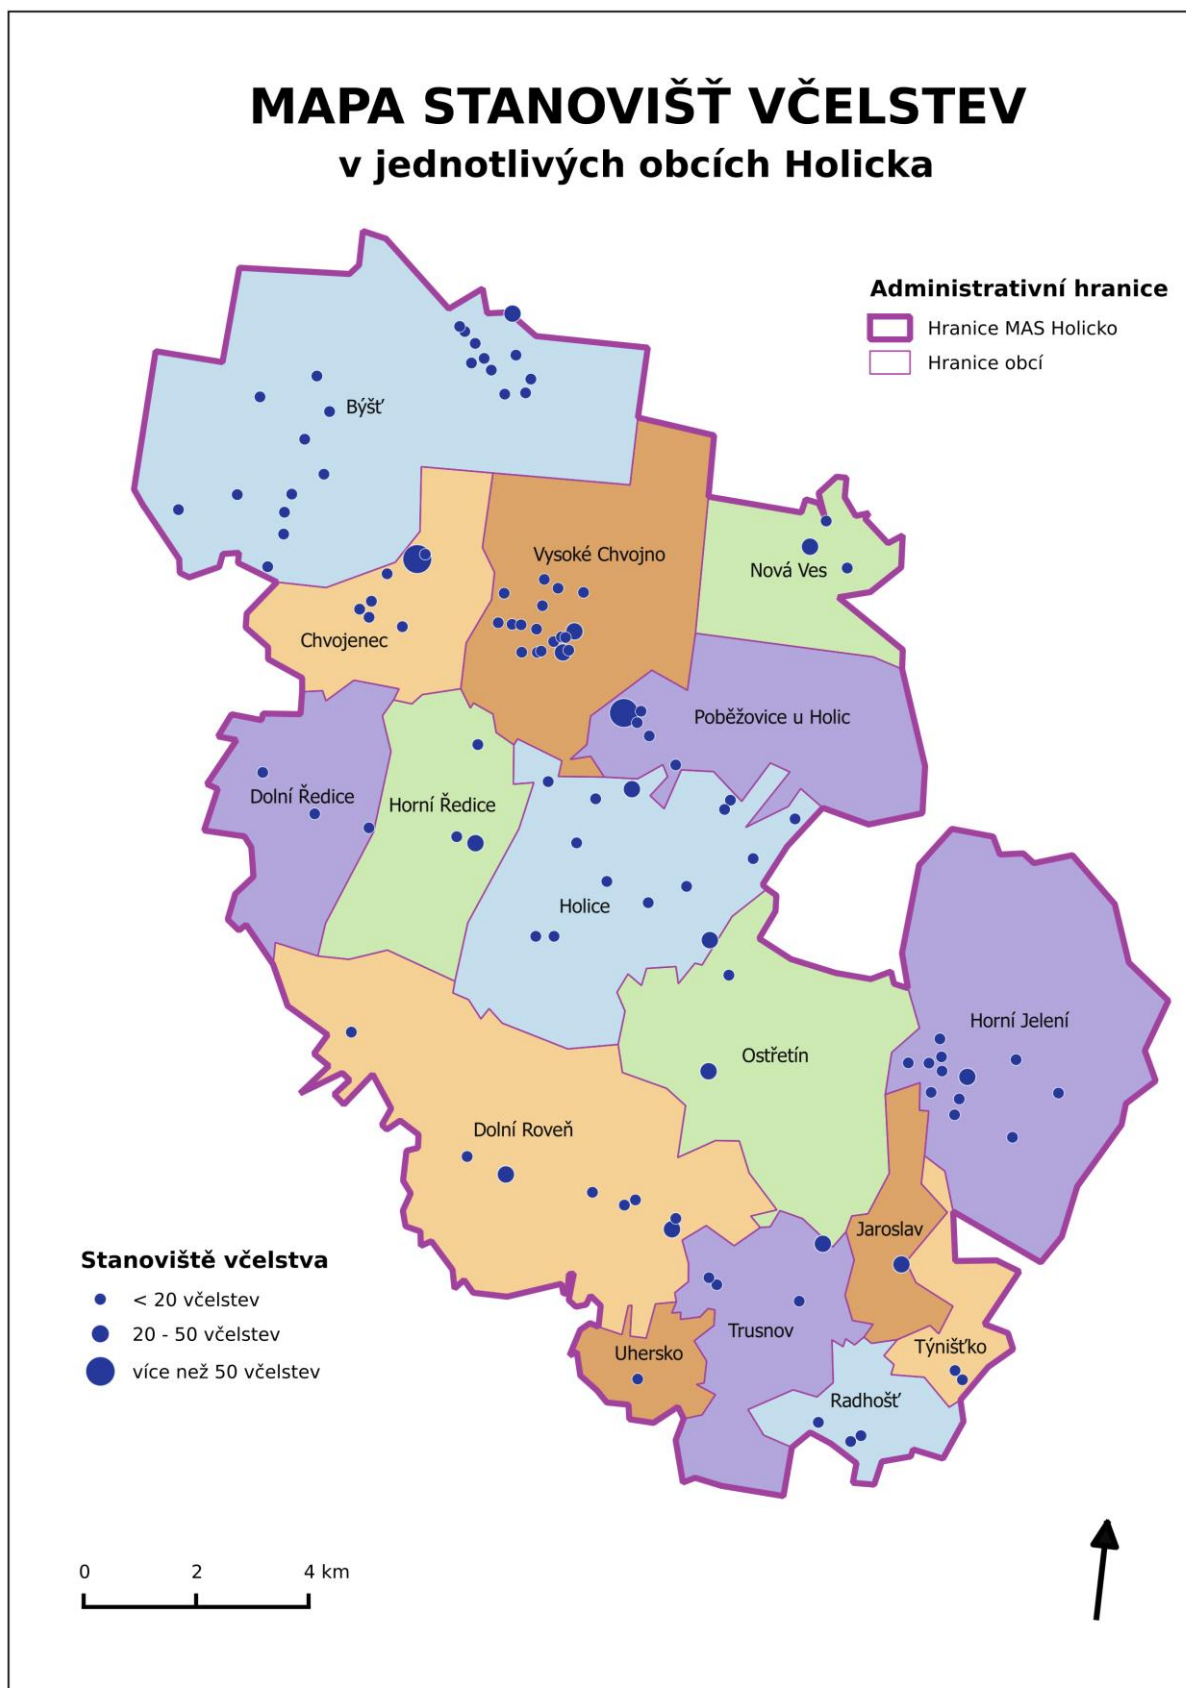 MAPA STANOVIŠŤ VČELSTEV
v jednotlivých obcích Holicka
Administrativní hranice
Hranice MAS Holicko
Hranice obcí
Býšť
Vysoké Chvojno
Nová Ves
Chvojenec
Poběžovice u Holic
Dolní Ředice
Horní Ředice
Holice
Horní Jelení
Ostřetín
Dolní Roveň
Jaroslav
Stanoviště včelstva
< 20 včelstev
20 - 50 včelstev
více než 50 včelstev
Trusnov
Uhersko
Týnišťko
Radhošť
0 2 4 km